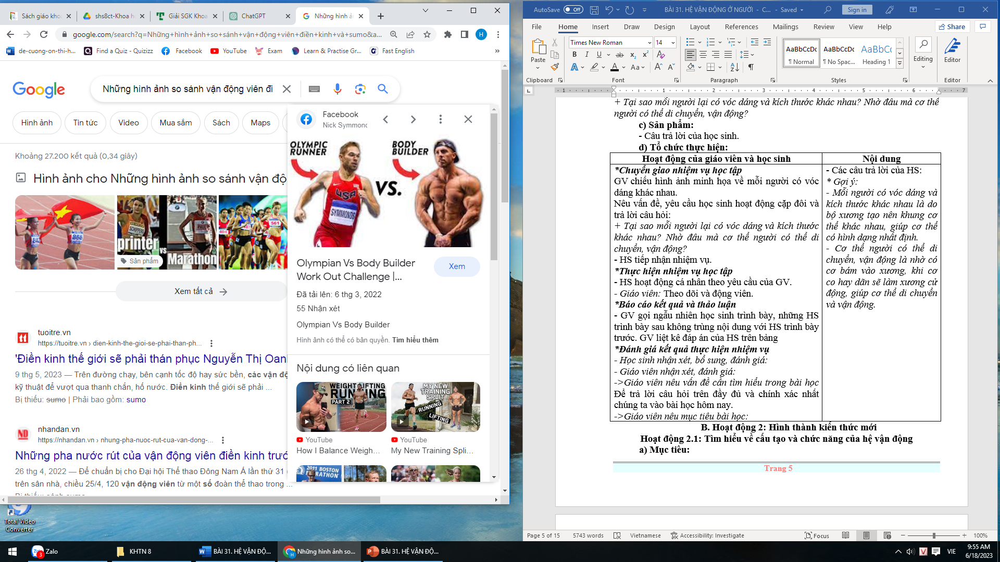 Sách giáo kho
shs8ct-Khoa h
Giải SGK Khoa
ChatGPT
Những hình ả
google.com/search?q=Những+hình+ảnh+so+sánh+vận+động+viên+điền+kinh+và+sumo&a...
de-cuong-on-thi-h...
Find a Quiz - Quizizz
Facebook
YouTube
Exam
Learn & Practise Gr...
Fast English
Google
Những hình ảnh so sánh vận động viên đi
Hình ảnh
Tin tức
Video
Mua sắm
Sách
Maps
Khoảng 27.200 kết quả (0,34 giây)
Hình ảnh cho Những hình ảnh so sánh vận độ
SCHIPPERS
PAUL
printer
vs
Marathon
Sản phẩm
842
868
404
561
Xem tất cả
tuoitre.vn
https://tuoitre.vn › dien-kinh-the-gioi-se-phai-than-ph...
'Điền kinh thế giới sẽ phải thán phục Nguyễn Thị Oan
9 thg 5, 2023 — Trên đường chạy, bên cạnh tốc độ hay sức bền, các vận độ
kỹ thuật để vượt qua thanh chắn, hố nước. Điền kinh thế giới sẽ phải ...
Bị thiếu: sumo | Phải bao gồm: sumo
nhandan.vn
https://nhandan.vn › nhung-pha-nuoc-rut-cua-van-dong-...
Những pha nước rút của vận động viên điền kinh trướ
26 thg 4, 2022 — Để chuẩn bị cho Đại hội Thể thao Đông Nam Á lần thứ 31
trên sân nhà, chiều 25/4, 120 vận động viên từ một số đoàn thể thao trong ...
Facebook
Nick Symmond
OLYMPIC
RUNNER
BODY
BUILDER
VS.
USA
SYMMONDS
Olympian Vs Body Builder
Work Out Challenge |...
Xem
Đã tải lên: 6 thg 3, 2022
55 Nhận xét
Olympian Vs Body Builder
Hình ảnh có thể có bản quyền. Tìm hiểu thêm
Nội dung có liên quan
WEIGHT LIFTING
RUNNING
PART 2
MY NEW
TRAINING
SPLIT
RUNNING
LIFTING
YouTube
How I Balance Weigh...
YouTube
My New Training Spli...
2011 BOSTON
MARATHON
Total Video
Converter
AutoSave
Off
BÀI 31. HỆ VẬN ĐỘNG Ở NGƯỜI - C... - Saved
Sign in
File
Home
Insert
Draw
Design
Layout
References
Mailings
Review
View
Help
Share
Paste
Times New Roman
14
AaBbCcDc
¶ Normal
AaBbCcDc
¶ No Spac...
AaBbCc
Heading 1
Editing
Editor
Clipboard
Font
Paragraph
Styles
Editor
1 1 2 3 4 5 6 7
+ Tại sao mỗi người lại có vóc dáng và kích thước khác nhau? Nhờ đâu mà cơ thể
người có thể di chuyển, vận động?
c) Sản phẩm:
- Câu trả lời của học sinh.
d) Tổ chức thực hiện:
Hoạt động của giáo viên và học sinh
*Chuyển giao nhiệm vụ học tập
GV chiếu hình ảnh minh họa về mỗi người có vóc
dáng khác nhau.
Nêu vấn đề, yêu cầu học sinh hoạt động cặp đôi và
trả lời câu hỏi:
+ Tại sao mỗi người lại có vóc dáng và kích thước
khác nhau? Nhờ đâu mà cơ thể người có thể di
chuyển, vận động?
- HS tiếp nhận nhiệm vụ.
*Thực hiện nhiệm vụ học tập
- HS hoạt động cá nhân theo yêu cầu của GV.
- Giáo viên: Theo dõi và động viên.
*Báo cáo kết quả và thảo luận
- GV gọi ngẫu nhiên học sinh trình bày, những HS
trình bày sau không trùng nội dung với HS trình bày
trước. GV liệt kê đáp án của HS trên bảng
*Đánh giá kết quả thực hiện nhiệm vụ
- Học sinh nhận xét, bổ sung, đánh giá:
- Giáo viên nhận xét, đánh giá:
->Giáo viên nêu vấn đề cần tìm hiểu trong bài học
Để trả lời câu hỏi trên đầy đủ và chính xác nhất
chúng ta vào bài học hôm nay.
->Giáo viên nêu mục tiêu bài học:
Nội dung
- Các câu trả lời của HS:
* Gợi ý:
- Mỗi người có vóc dáng và
kích thước khác nhau là do
bộ xương tạo nên khung cơ
thể khác nhau, giúp cơ thể
có hình dạng nhất định.
- Cơ thể người có thể di
chuyển, vận động là nhờ có
cơ bám vào xương, khi cơ
co hay dãn sẽ làm xương cử
động, giúp cơ thể di chuyển
và vận động.
B. Hoạt động 2: Hình thành kiến thức mới
Hoạt động 2.1: Tìm hiểu về cấu tạo và chức năng của hệ vận động
a) Mục tiêu:
Trang 5
Page 5 of 15
5743 words
Vietnamese
Accessibility: Investigate
Focus
100%
Zalo
KHTN 8
BÀI 31. HỆ VẬN ĐỘ...
Những hình ảnh so...
BÀI 31. HỆ VẬN ĐỘ...
VIE
9:55 AM
6/18/2023